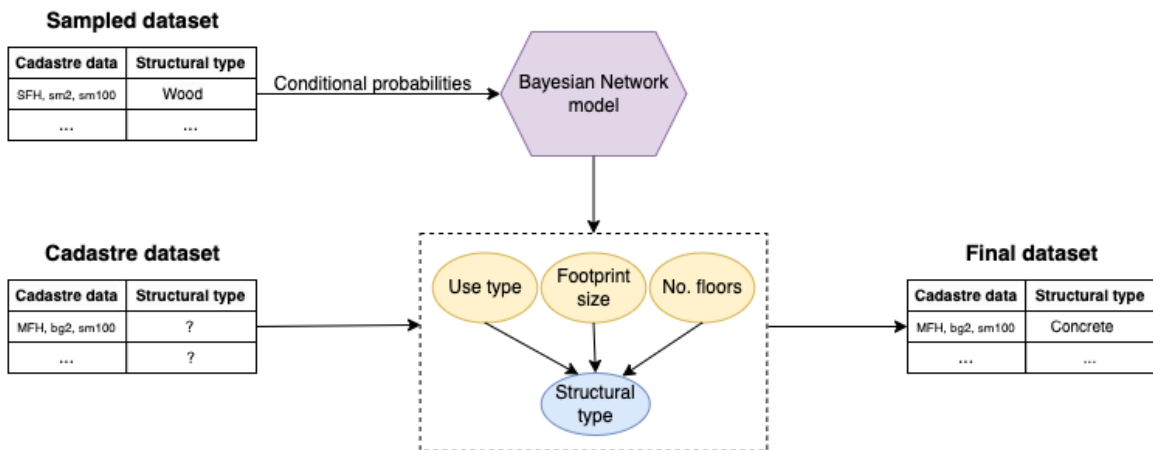 Sampled dataset
Cadastre data Structural type
SFH, sm2, sm100 Wood
... ...
Conditional probabilities
Bayesian Network
model
Cadastre dataset
Cadastre data Structural type
MFH, bg2, sm100 ?
... ?
Use type
Footprint
size
No. floors
Structural
type
Final dataset
Cadastre data Structural type
MFH, bg2, sm100 Concrete
... ...